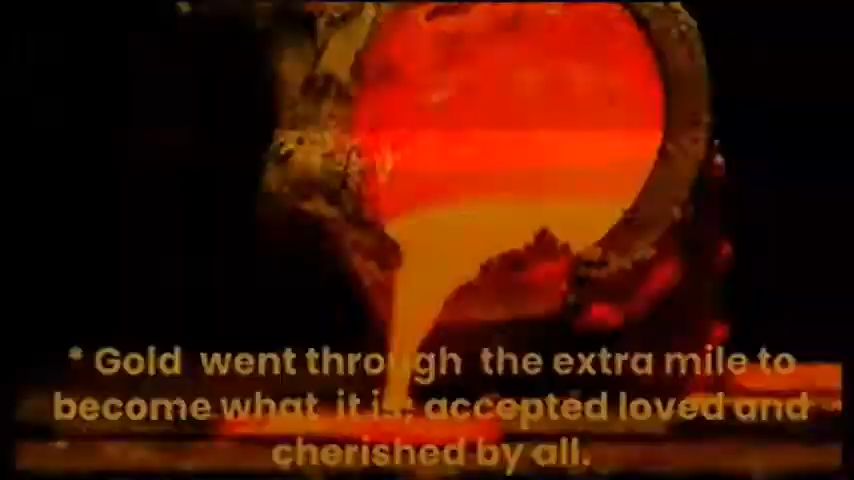 * Gold went through the extra mile to
become what it is; accepted loved and
cherished by all.